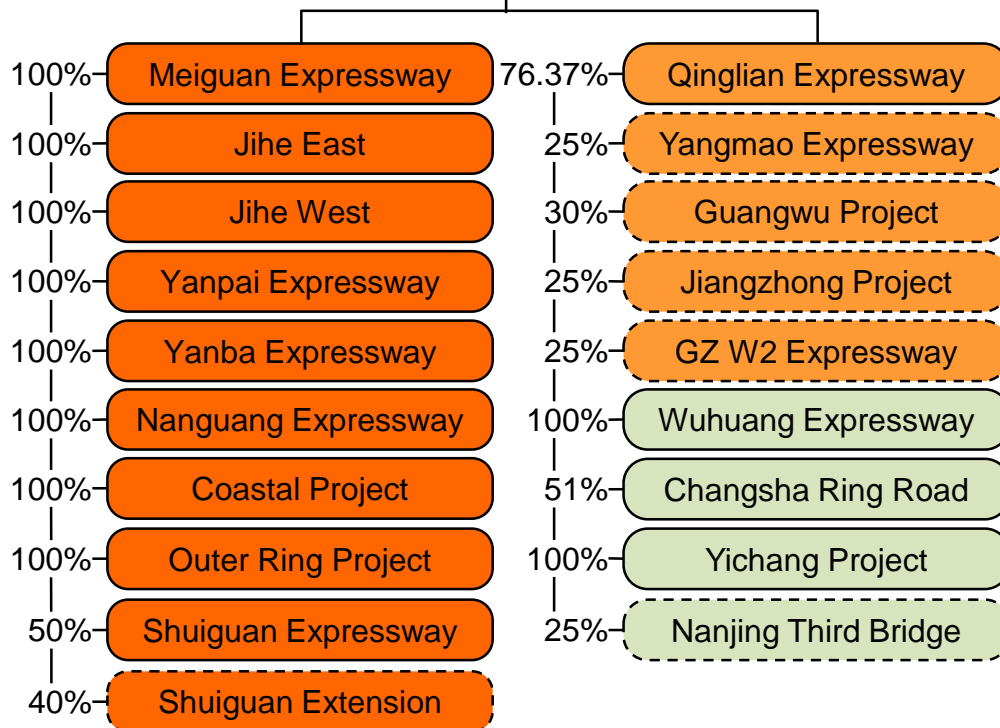 100% Meiguan Expressway
100% Jihe East
100% Jihe West
100% Yanpai Expressway
100% Yanba Expressway
100% Nanguang Expressway
100% Coastal Project
100% Outer Ring Project
50% Shuiguan Expressway
40% Shuiguan Extension
76.37% Qinglian Expressway
25% Yangmao Expressway
30% Guangwu Project
25% Jiangzhong Project
25% GZ W2 Expressway
100% Wuhuang Expressway
51% Changsha Ring Road
100% Yichang Project
25% Nanjing Third Bridge